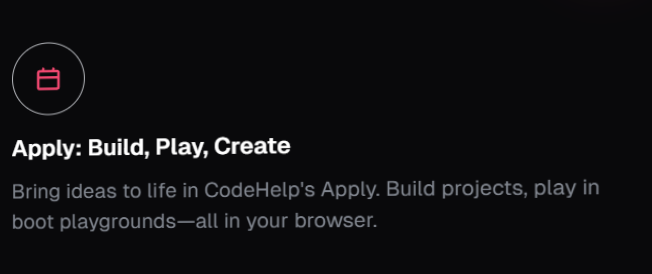 Apply: Build, Play, Create
Bring ideas to life in CodeHelp's Apply. Build projects, play in
boot playgrounds—all in your browser.